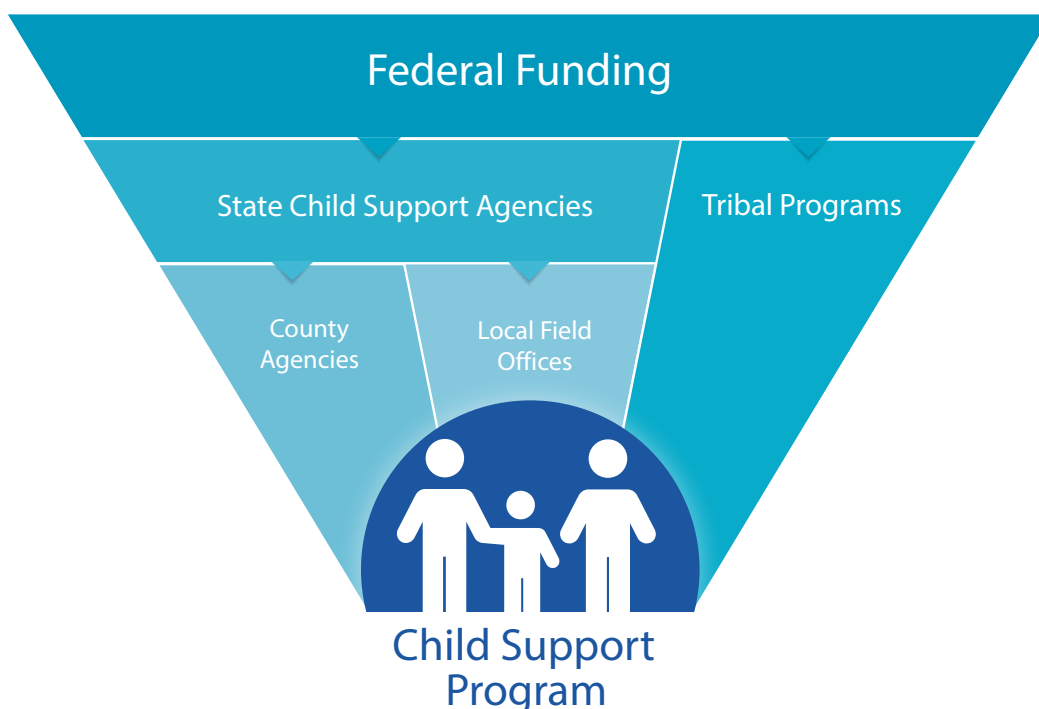 Federal Funding
State Child Support Agencies
Tribal Programs
County
Agencies
Local Field
Offices
Child Support
Program